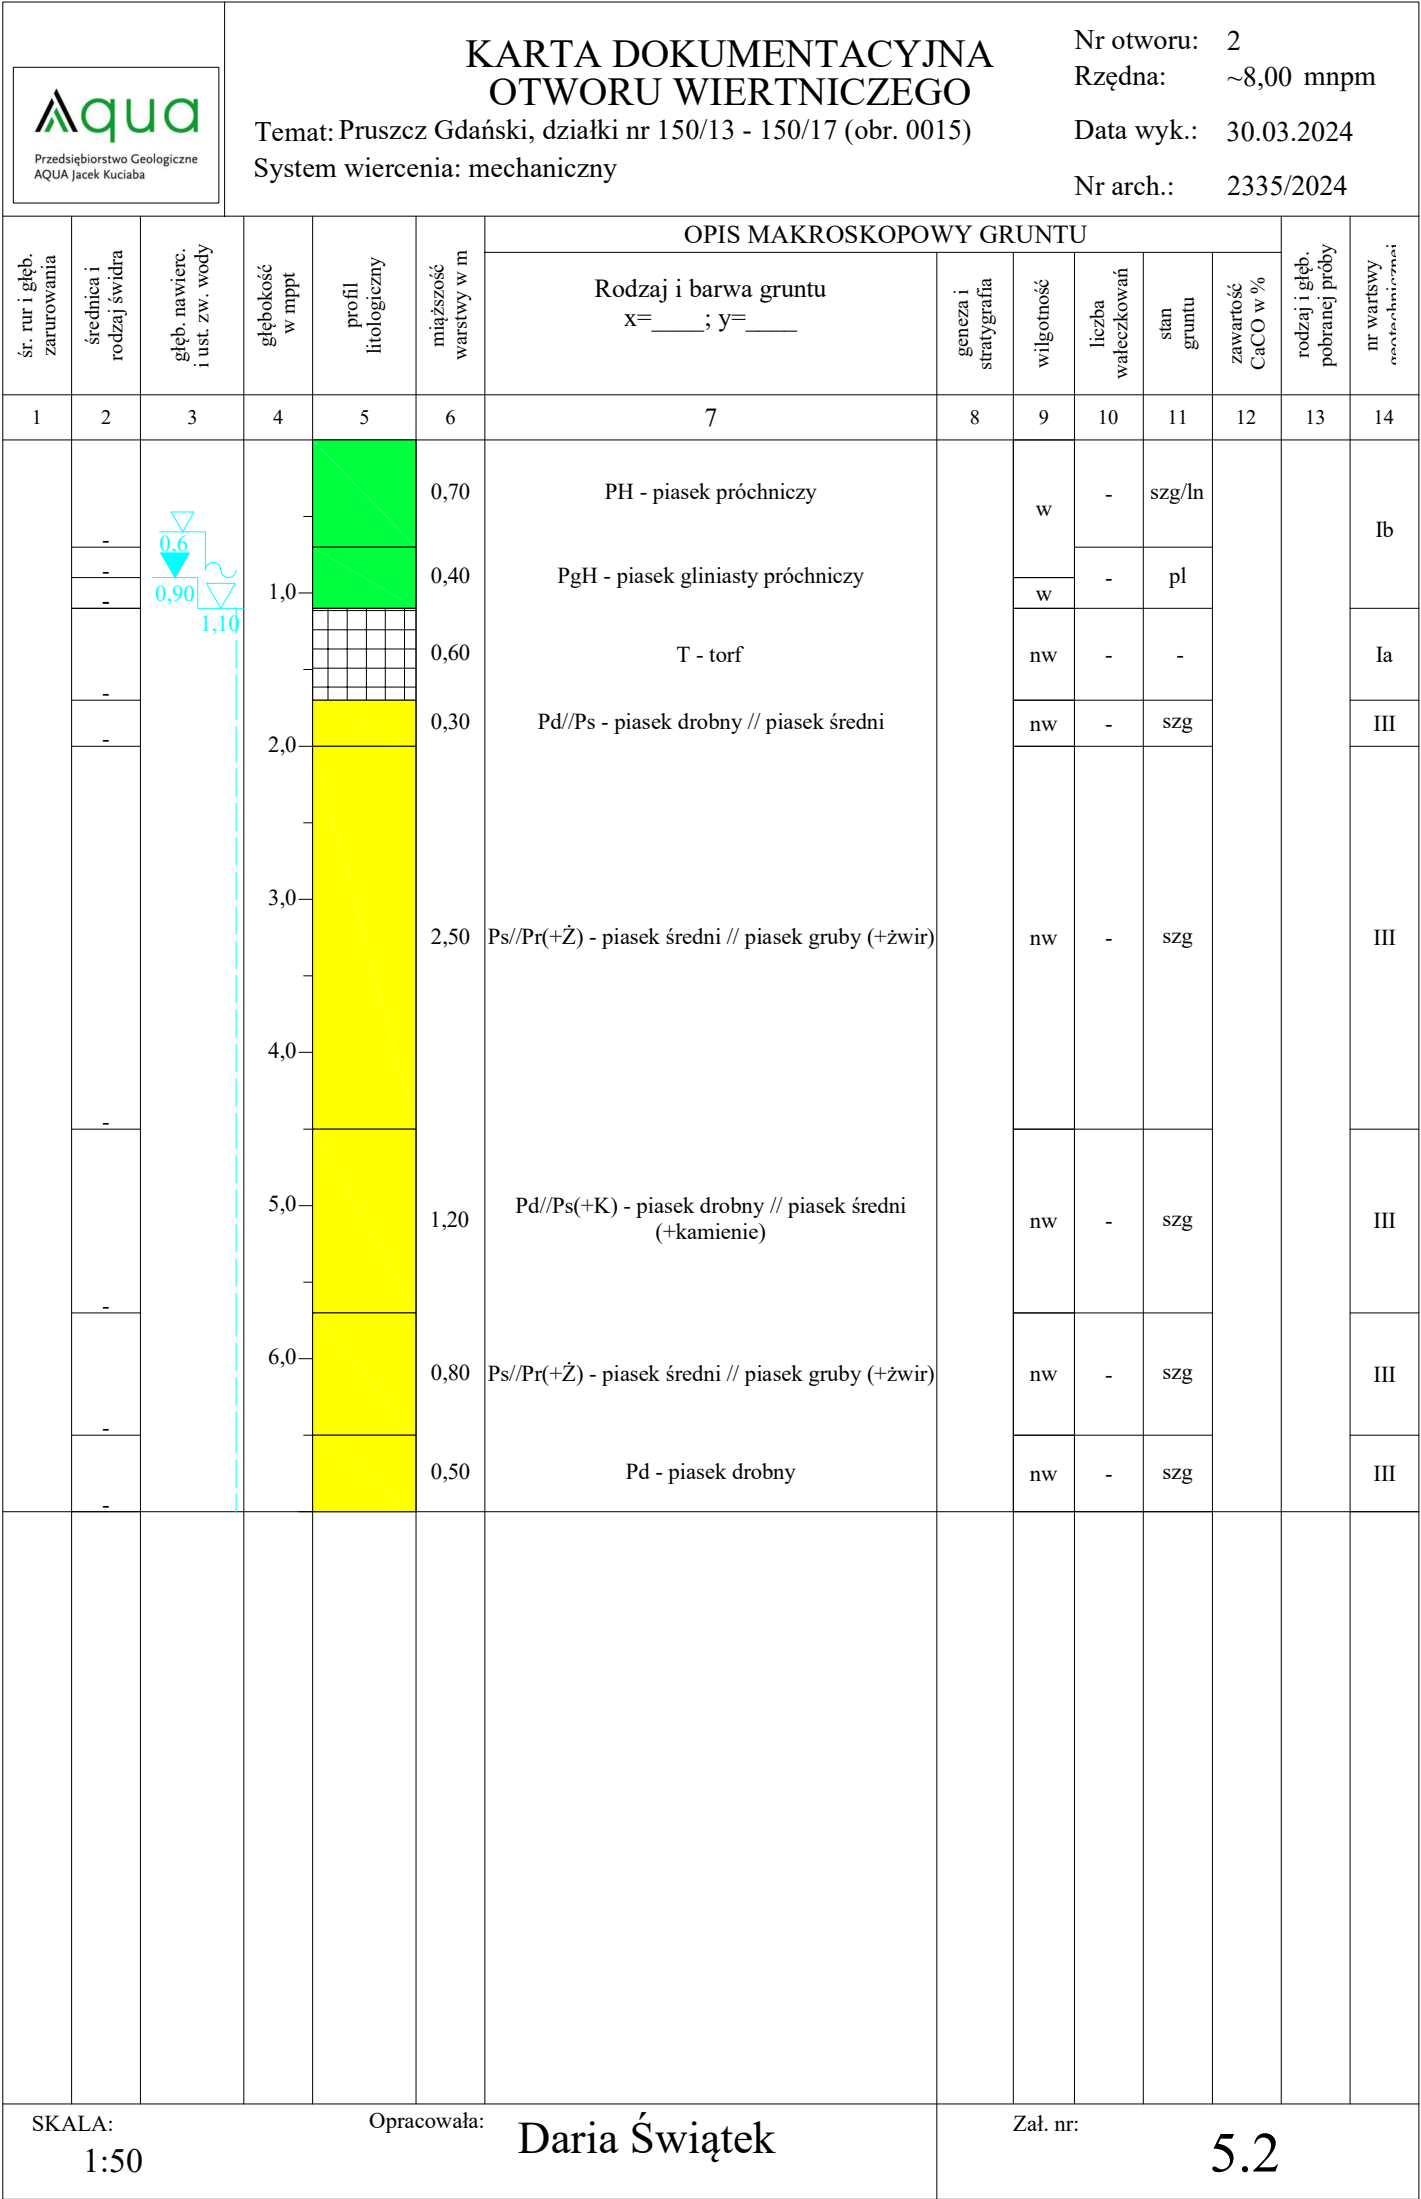 Aqua
Przedsiębiorstwo Geologiczne
AQUA Jacek Kuciaba
KARTA DOKUMENTACYJNA
OTWORU WIERTNICZEGO
Temat: Pruszcz Gdański, działki nr 150/13 - 150/17 (obr. 0015)
System wiercenia: mechaniczny
Nr otworu: 2
Rzędna: ~8,00 mnpm
Data wyk.: 30.03.2024
Nr arch.: 2335/2024
śr. rur i głęb.
zarurowania
średnica i
rodzaj świdra
głęb. nawierc.
i ust. zw. wody
głębokość
w mppt
profil
litologiczny
miąższość
warstwy w m
OPIS MAKROSKOPOWY GRUNTU
Rodzaj i barwa gruntu
x=____; y=____
geneza i
stratygrafia
wilgotność
liczba
wałeczkowań
stan
gruntu
zawartość
CaCO w %
rodzaj i głęb.
pobranej próby
nr wartswy
geotechnicznej
1 2 3 4 5 6 7 8 9 10 11 12 13 14
0,70 PH - piasek próchniczy w - szg/ln Ib
-
0,6
-
0,40 PgH - piasek gliniasty próchniczy - pl
0,90 1,0 w
-
1,10
0,60 T - torf nw - - Ia
-
0,30 Pd//Ps - piasek drobny // piasek średni nw - szg III
-
2,0
3,0
2,50 Ps//Pr(+Ż) - piasek średni // piasek gruby (+żwir) nw - szg III
4,0
-
5,0
1,20 Pd//Ps(+K) - piasek drobny // piasek średni
(+kamienie) nw - szg III
-
6,0
0,80 Ps//Pr(+Ż) - piasek średni // piasek gruby (+żwir) nw - szg III
-
0,50 Pd - piasek drobny nw - szg III
-
SKALA:
1:50
Opracowała: Daria Świątek
Zał. nr:
5.2